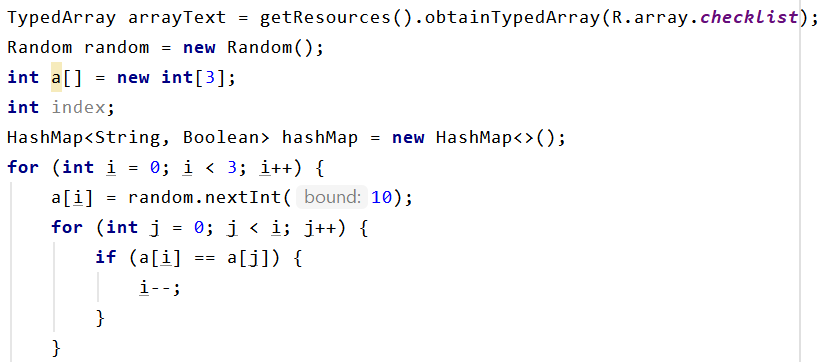 TypedArray arrayText = getResources().obtainTypedArray(R.array.checklist);
Random random = new Random();
int a[] = new int[3];
int index;
HashMap<String, Boolean> hashMap = new HashMap<>();
for (int i = 0; i < 3; i++) {
    a[i] = random.nextInt( bound: 10);
    for (int j = 0; j < i; j++) {
        if (a[i] == a[j]) {
            i--;
        }
    }